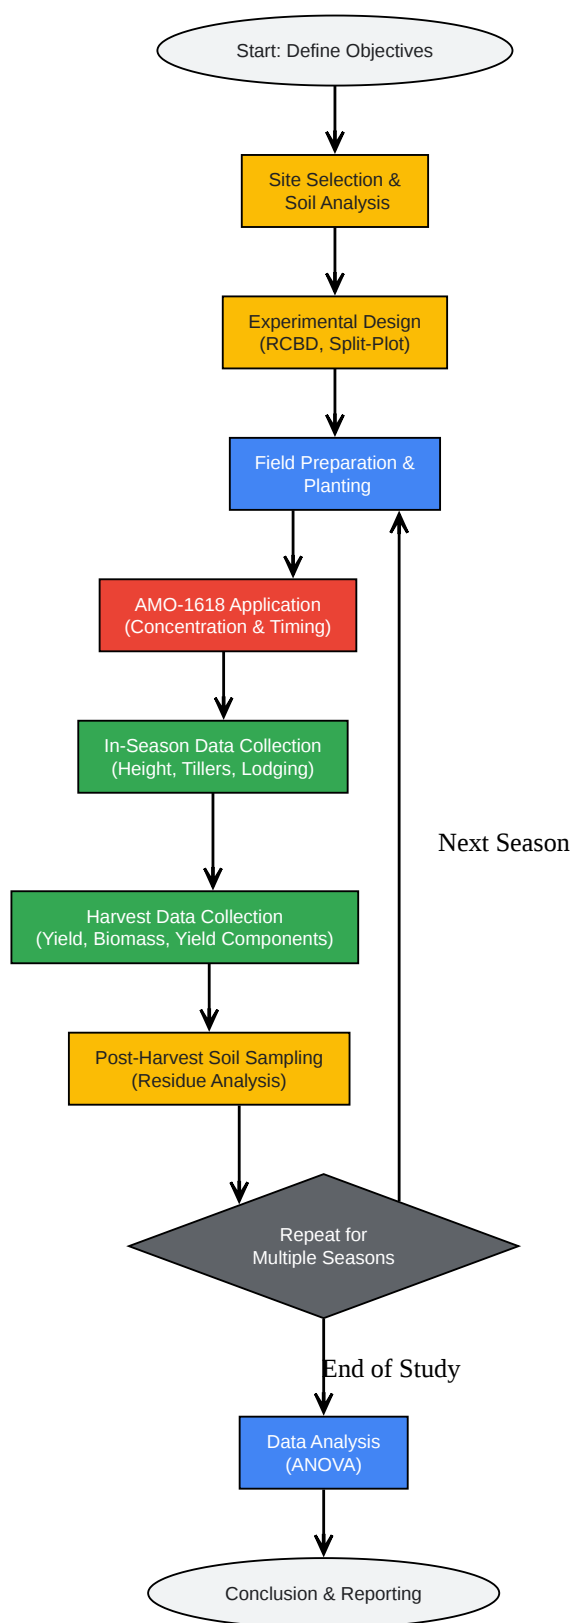 Start: Define Objectives
Site Selection &
Soil Analysis
Experimental Design
(RCBD, Split-Plot)
Field Preparation &
Planting
AMO-1618 Application
(Concentration & Timing)
In-Season Data Collection
(Height, Tillers, Lodging)
Next Season
Harvest Data Collection
(Yield, Biomass, Yield Components)
Post-Harvest Soil Sampling
(Residue Analysis)
Repeat for
Multiple Seasons
End of Study
Data Analysis
(ANOVA)
Conclusion & Reporting